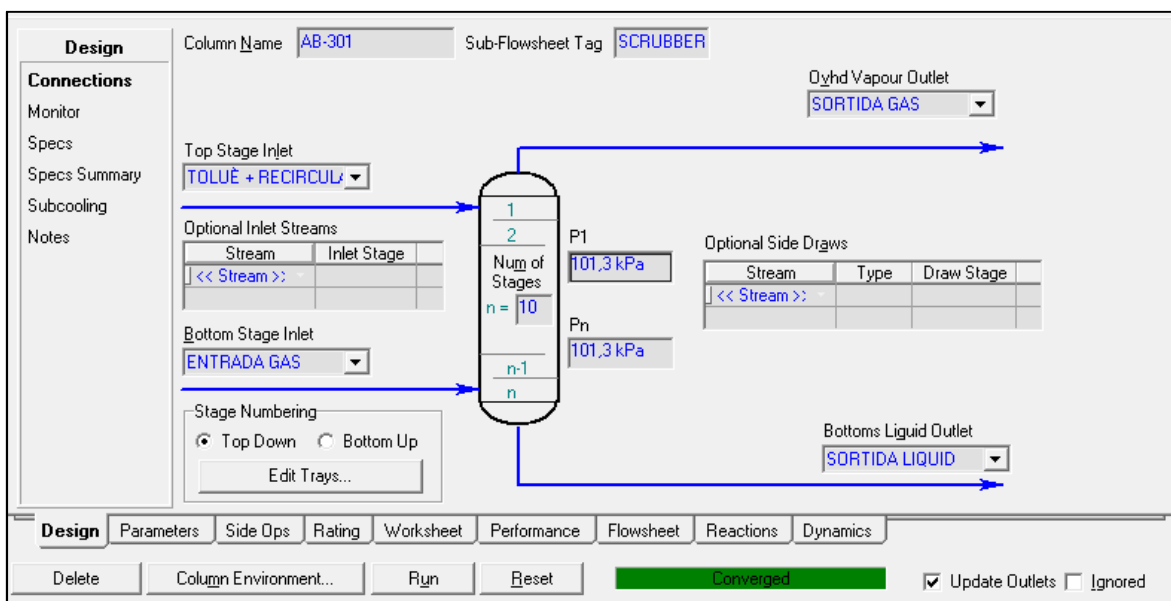 Design
Connections
Monitor
Specs
Specs Summary
Subcooling
Notes
Column Name AB-301 Sub-Flowsheet Tag SCRUBBER
Ovhd Vapour Outlet
SORTIDA GAS
Top Stage Inlet
TOLUÈ + RECIRCULA
Optional Inlet Streams
Stream Inlet Stage
<< Stream >>
Bottom Stage Inlet
ENTRADA GAS
Stage Numbering
Top Down Bottom Up
Edit Trays...
1
2
Num of
Stages
n = 10
n-1
n
P1
101,3 kPa
Pn
101,3 kPa
Optional Side Draws
Stream Type Draw Stage
<< Stream >>
Bottoms Liquid Outlet
SORTIDA LIQUID
Design Parameters Side Ops Rating Worksheet Performance Flowsheet Reactions Dynamics
Delete Column Environment... Run Reset Converged Update Outlets Ignored